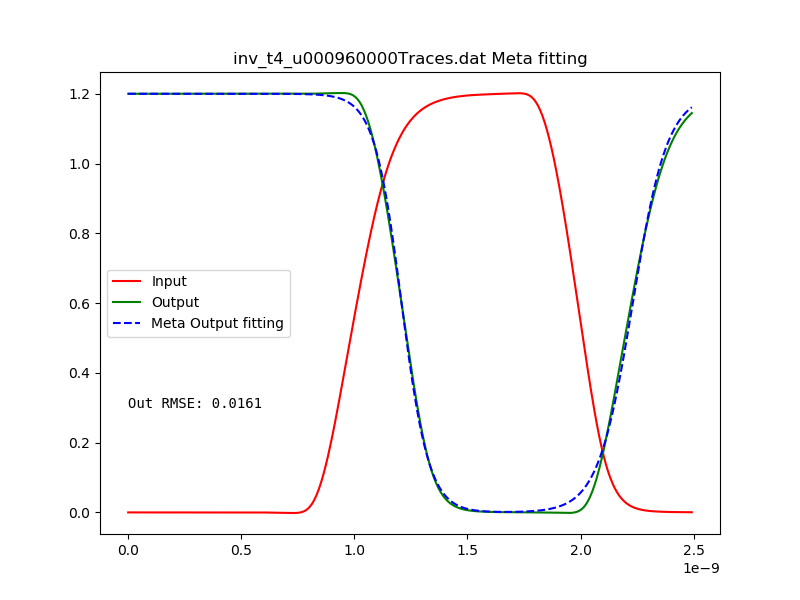 inv_t4_u000960000Traces.dat Meta fitting
1.2
1.0
0.8
0.6
0.4
0.2
0.0
Input
Output
Meta Output fitting
Out RMSE: 0.0161
0.0 0.5 1.0 1.5 2.0 2.5
1e−9